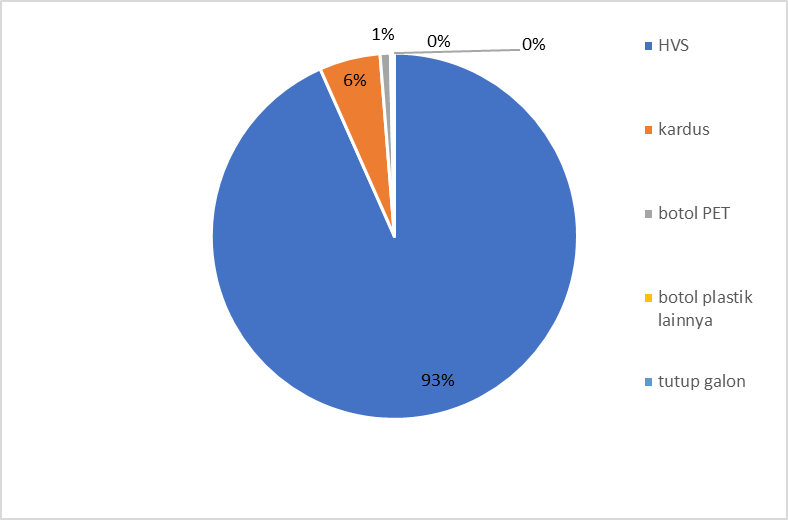 1%
0%
0%
6%
93%
HVS
kardus
botol PET
botol plastik
lainnya
tutup galon